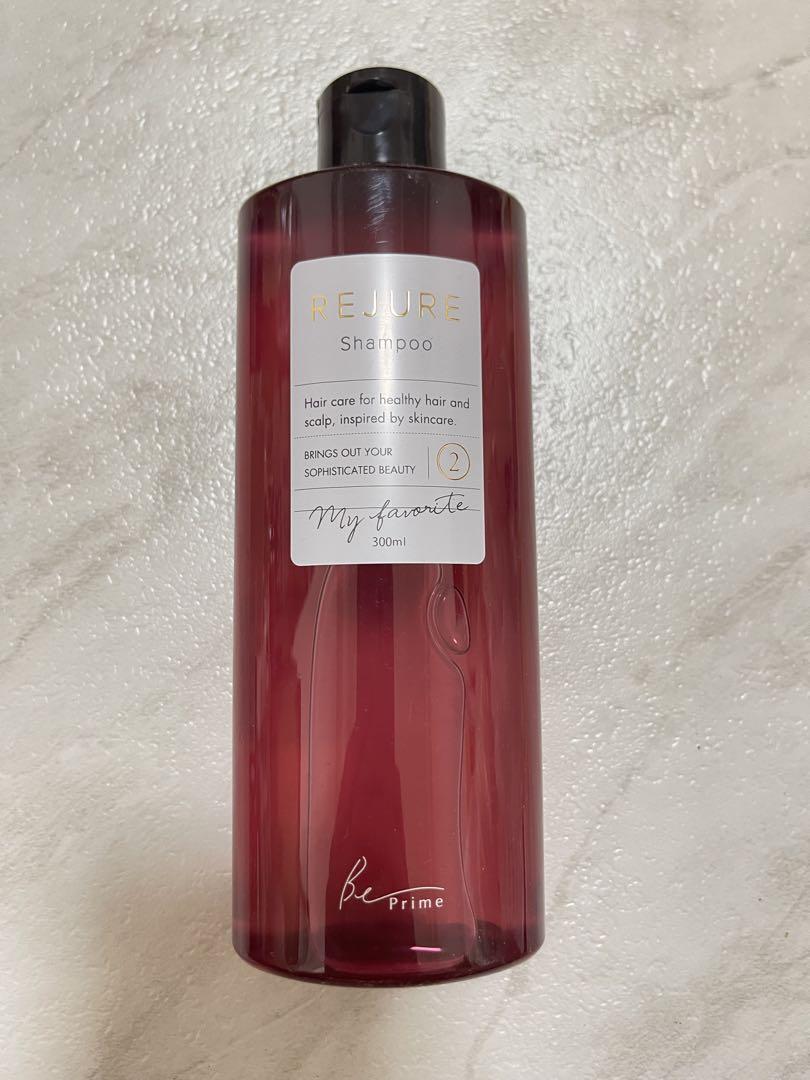 REJURE
Shampoo
Hair care for healthy hair and
scalp, inspired by skincare.
BRINGS OUT YOUR
SOPHISTICATED BEAUTY
2
My favorite
300ml
Be
Prime